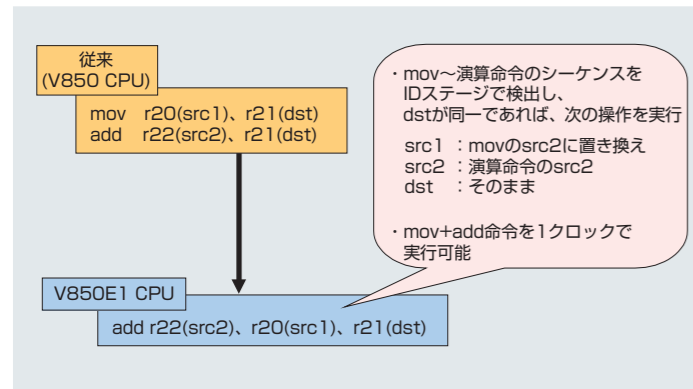 従来
(V850 CPU)
mov r20(src1)、r21(dst)
add r22(src2)、r21(dst)
・mov～演算命令のシーケンスを
IDステージで検出し、
dstが同一であれば、次の操作を実行
src1 ：movのsrc2に置き換え
src2 ：演算命令のsrc2
dst ：そのまま
・mov+add命令を1クロックで
実行可能
V850E1 CPU
add r22(src2)、r20(src1)、r21(dst)